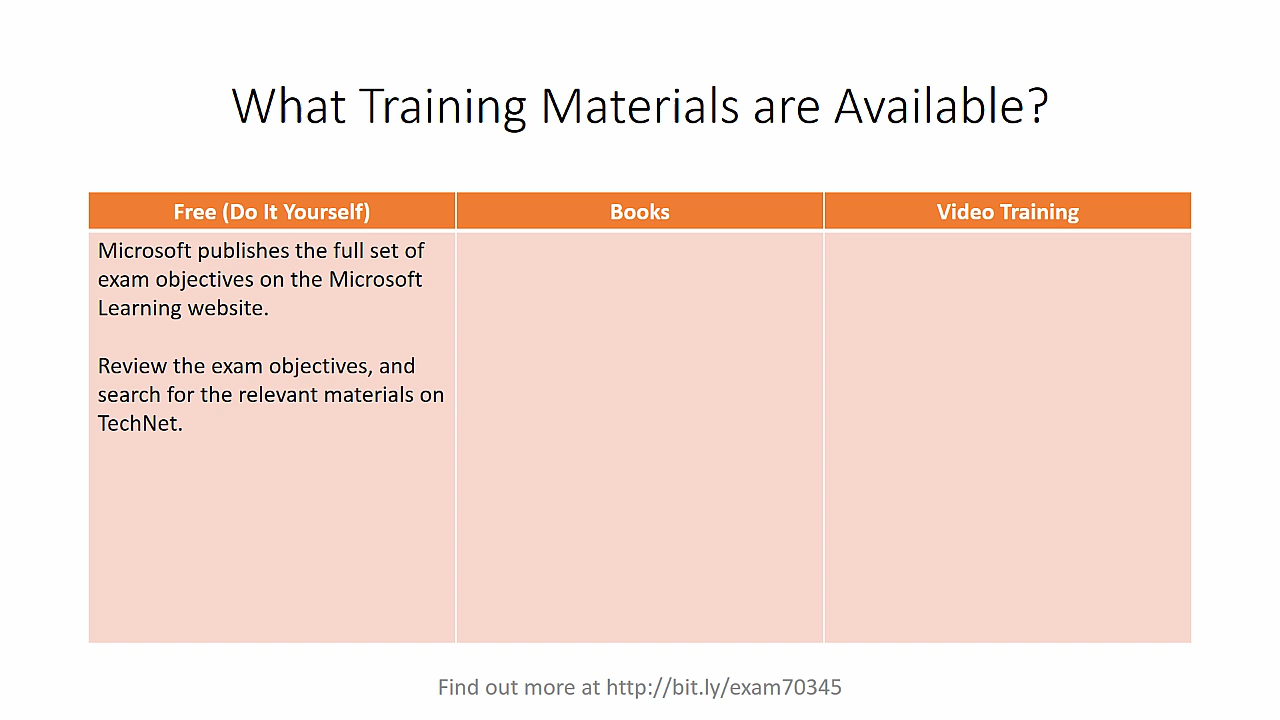 What Training Materials are Available?
Free (Do It Yourself)
Books
Video Training
Microsoft publishes the full set of
exam objectives on the Microsoft
Learning website.
Review the exam objectives, and
search for the relevant materials on
TechNet.
Find out more at http://bit.ly/exam70345